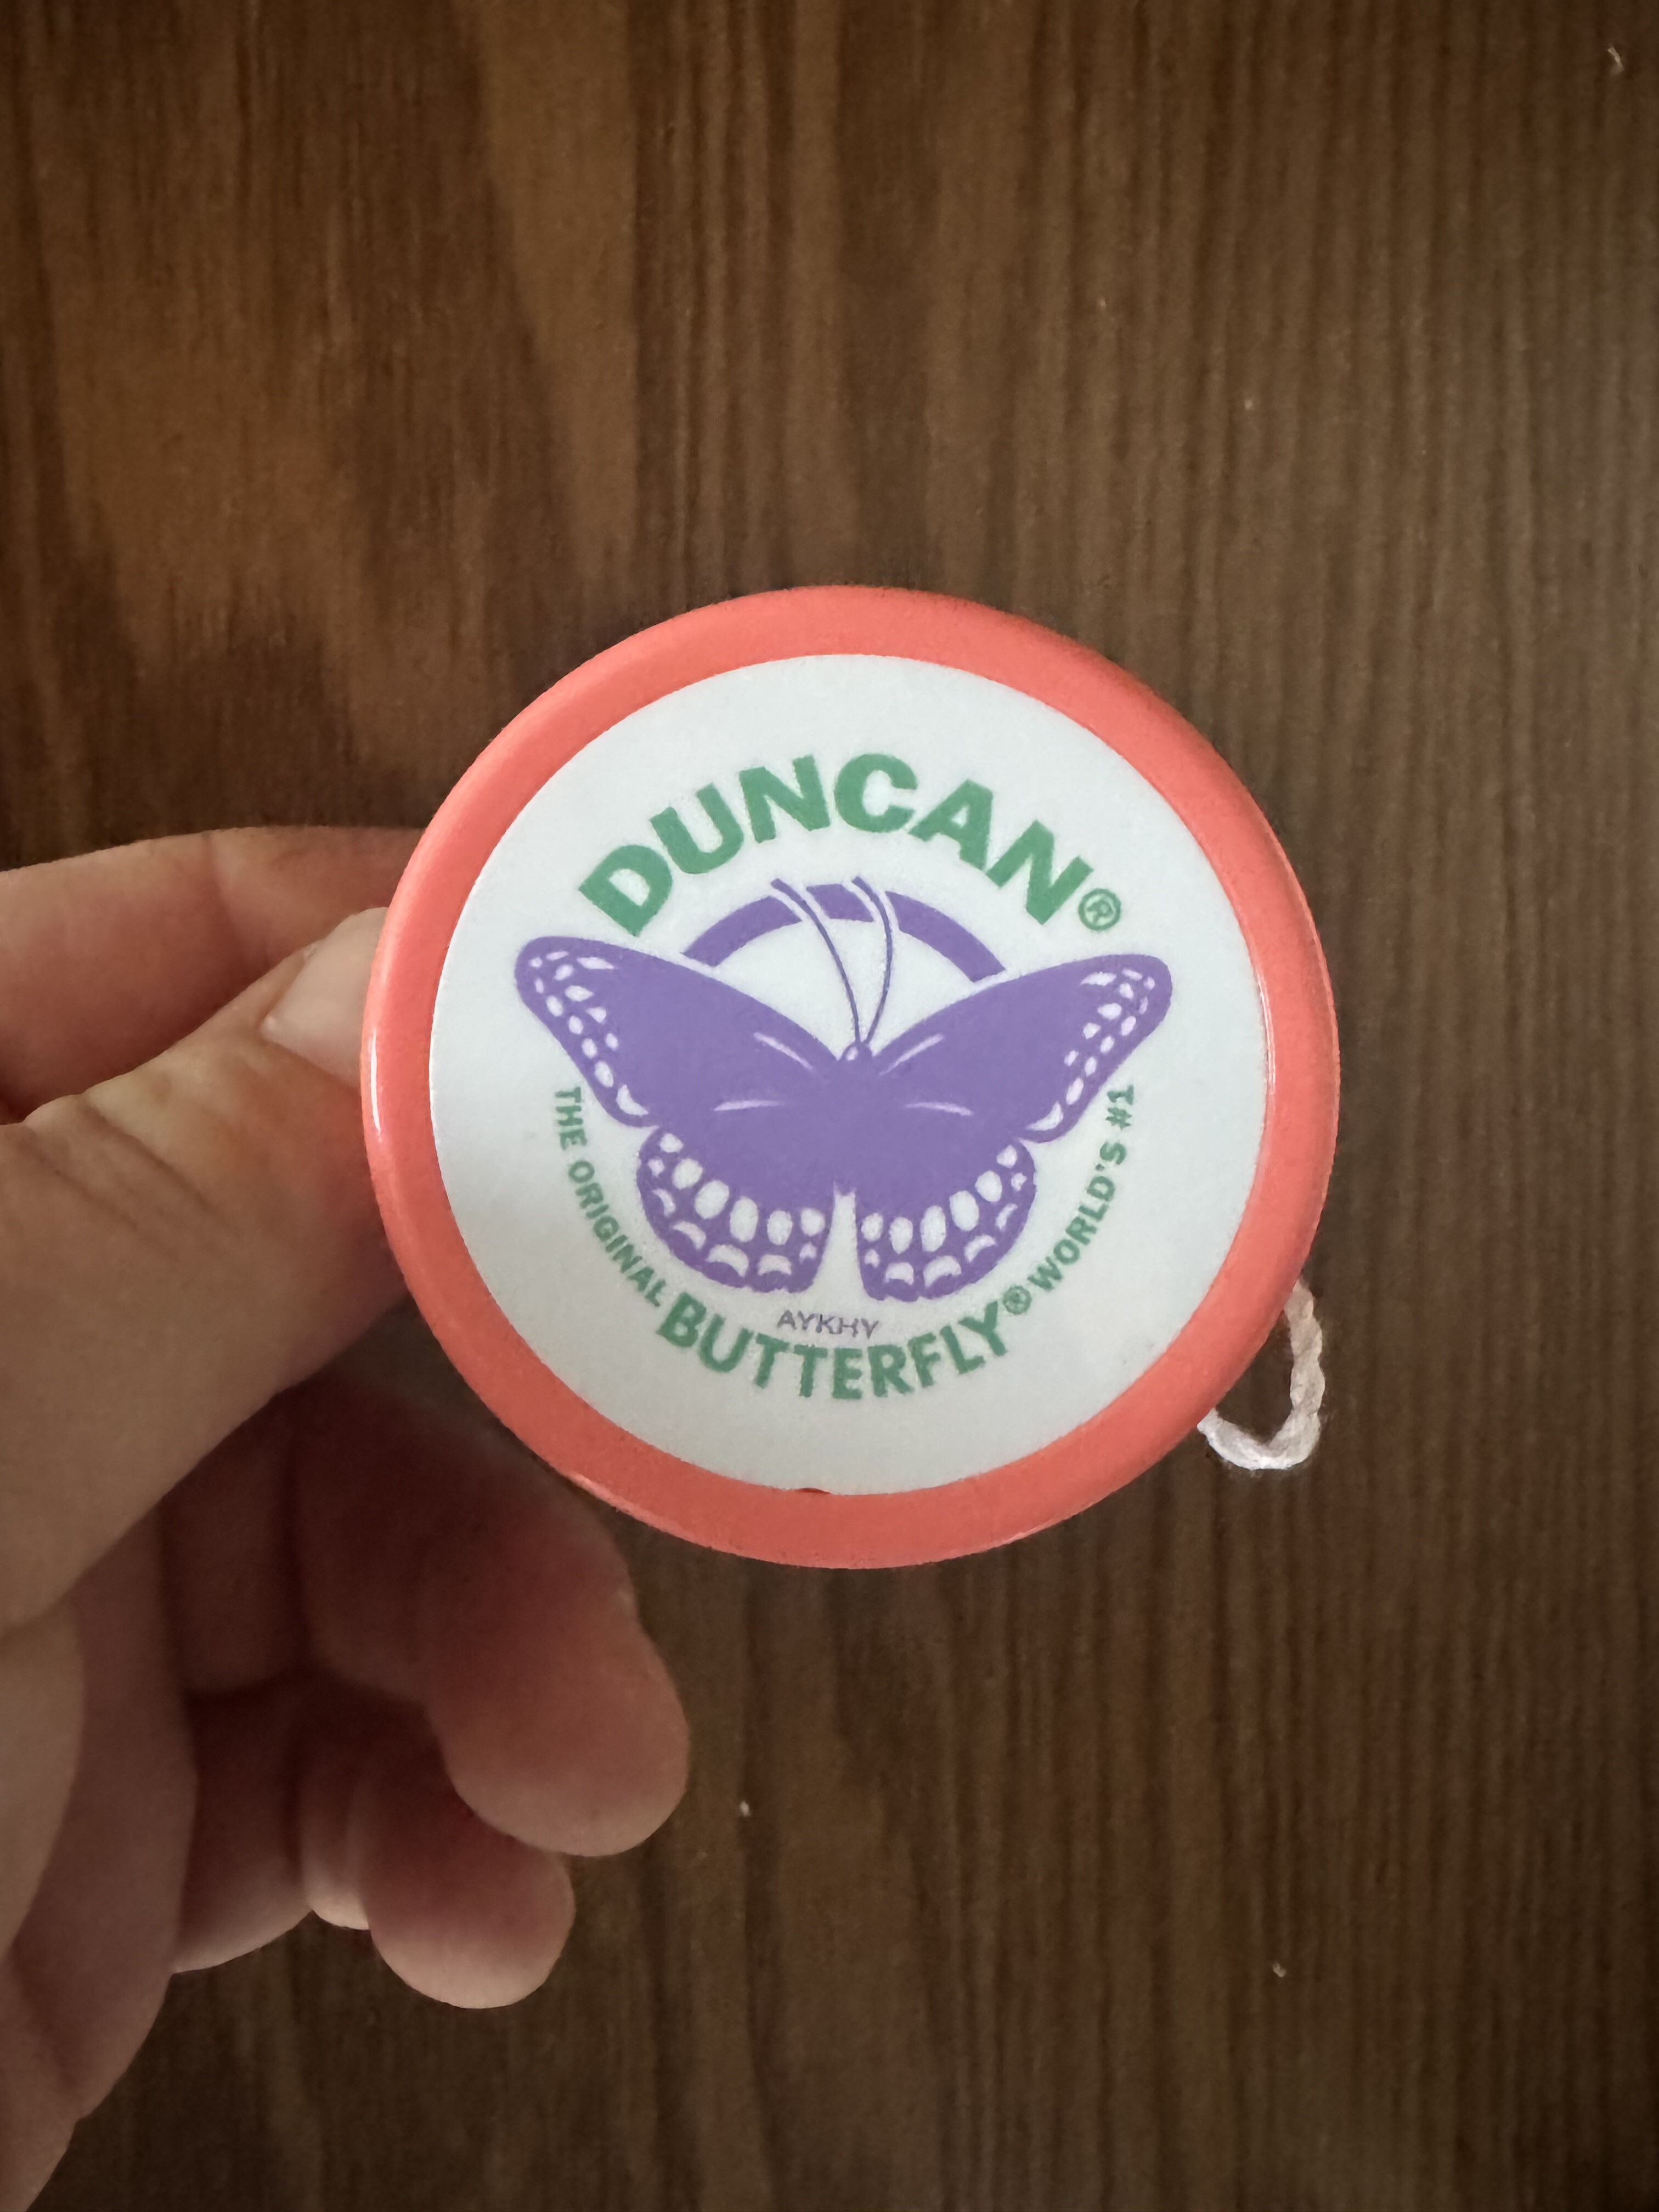 DUNCAN®
THE ORIGINAL BUTTERFLY® WORLD'S #1
AYKHY